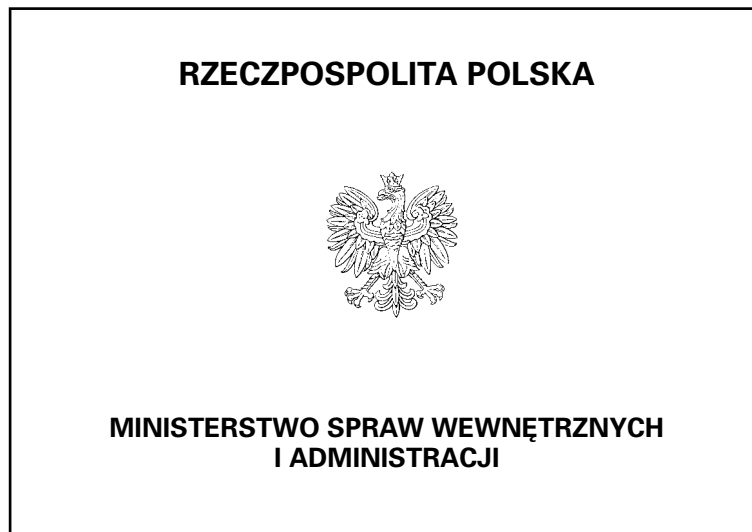 RZECZPOSPOLITA POLSKA
MINISTERSTWO SPRAW WEWNĘTRZNYCH
I ADMINISTRACJI